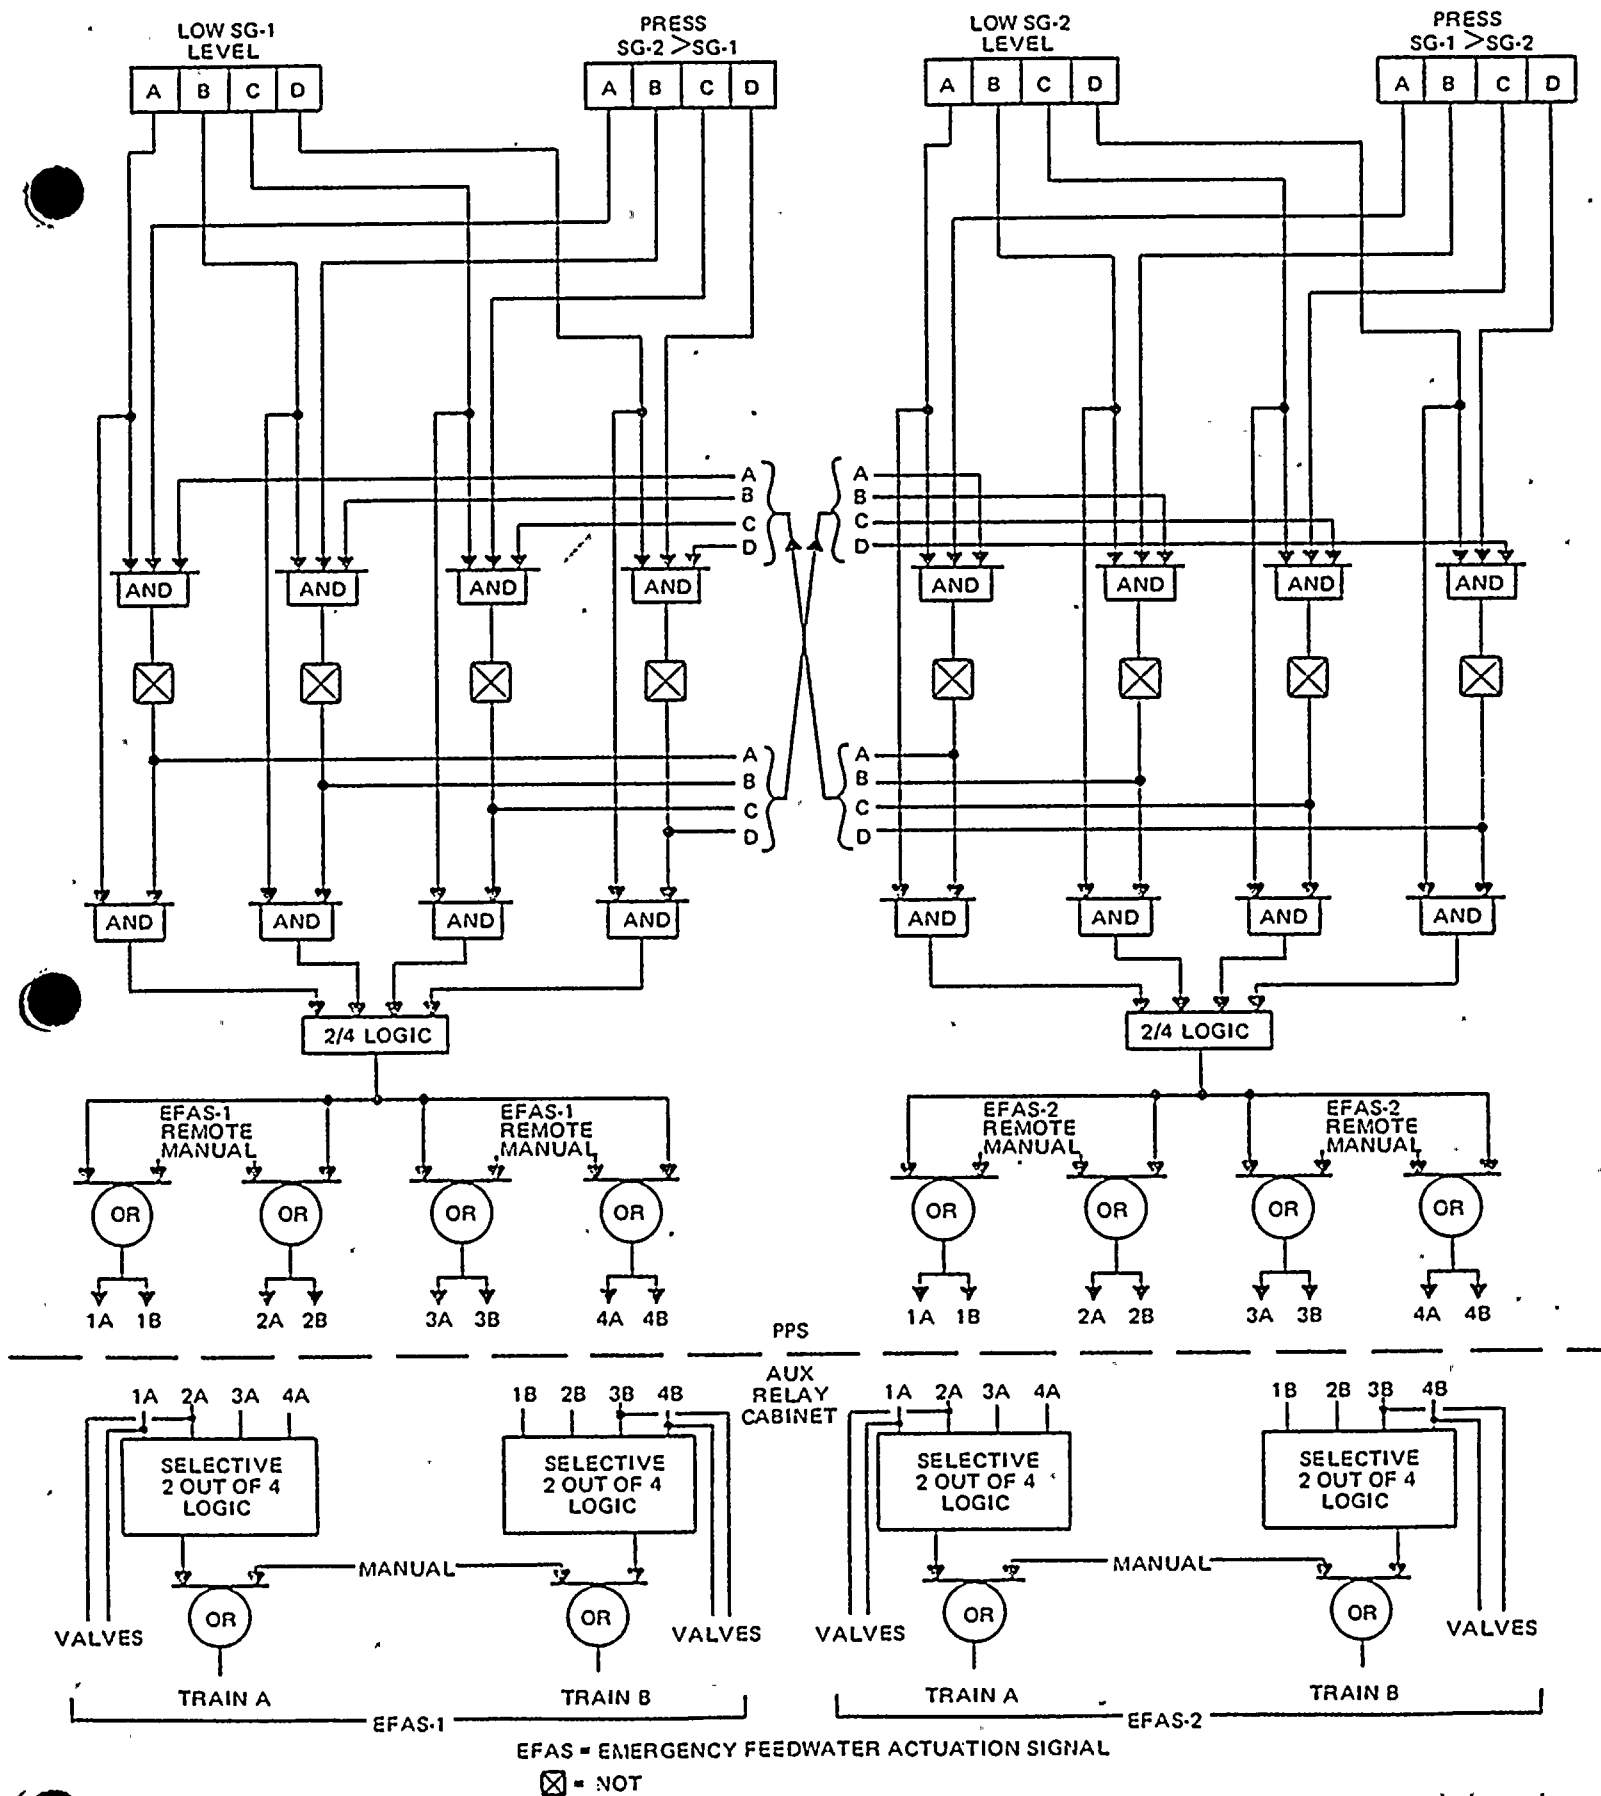 LOW SG-1
LEVEL
PRESS
SG-2 >SG-1
LOW SG-2
LEVEL
PRESS
SG-1 >SG-2
A B C D
A B C D
A B C D
A B C D
A
B
C
D
A
B
C
D
AND AND AND AND AND AND AND AND
A
B
C
D
A
B
C
D
AND AND AND AND AND AND AND AND
2/4 LOGIC
2/4 LOGIC
EFAS-1
REMOTE
MANUAL
EFAS-1
REMOTE
MANUAL
EFAS-2
REMOTE
MANUAL
EFAS-2
REMOTE
MANUAL
OR OR OR OR OR OR OR OR
1A 1B 2A 2B 3A 3B 4A 4B
1A 1B 2A 2B 3A 3B 4A 4B
PPS
AUX
RELAY
CABINET
1A 2A 3A 4A
1B 2B 3B 4B
1A 2A 3A 4A
1B 2B 3B 4B
SELECTIVE
2 OUT OF 4
LOGIC
SELECTIVE
2 OUT OF 4
LOGIC
SELECTIVE
2 OUT OF 4
LOGIC
SELECTIVE
2 OUT OF 4
LOGIC
MANUAL
MANUAL
OR OR OR OR
VALVES
VALVES
VALVES
VALVES
TRAIN A
TRAIN B
TRAIN A
TRAIN B
EFAS-1
EFAS-2
EFAS = EMERGENCY FEEDWATER ACTUATION SIGNAL
= NOT